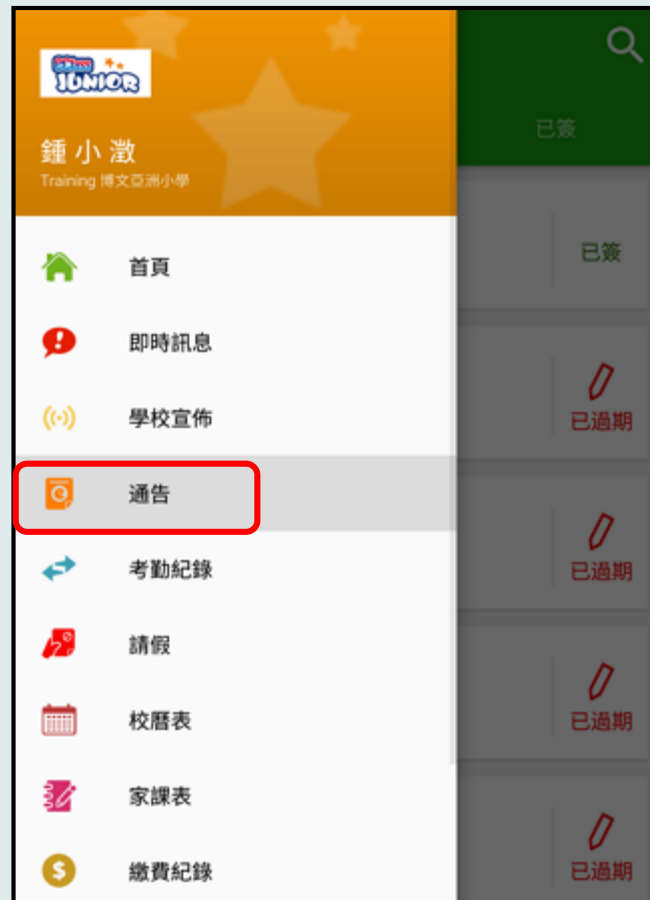 JUNIOR
鍾小澂
Training 博文亞洲小學
首頁
即時訊息
學校宣佈
通告
考勤紀錄
請假
校曆表
家課表
繳費紀錄
已簽
已簽
已過期
已過期
已過期
已過期